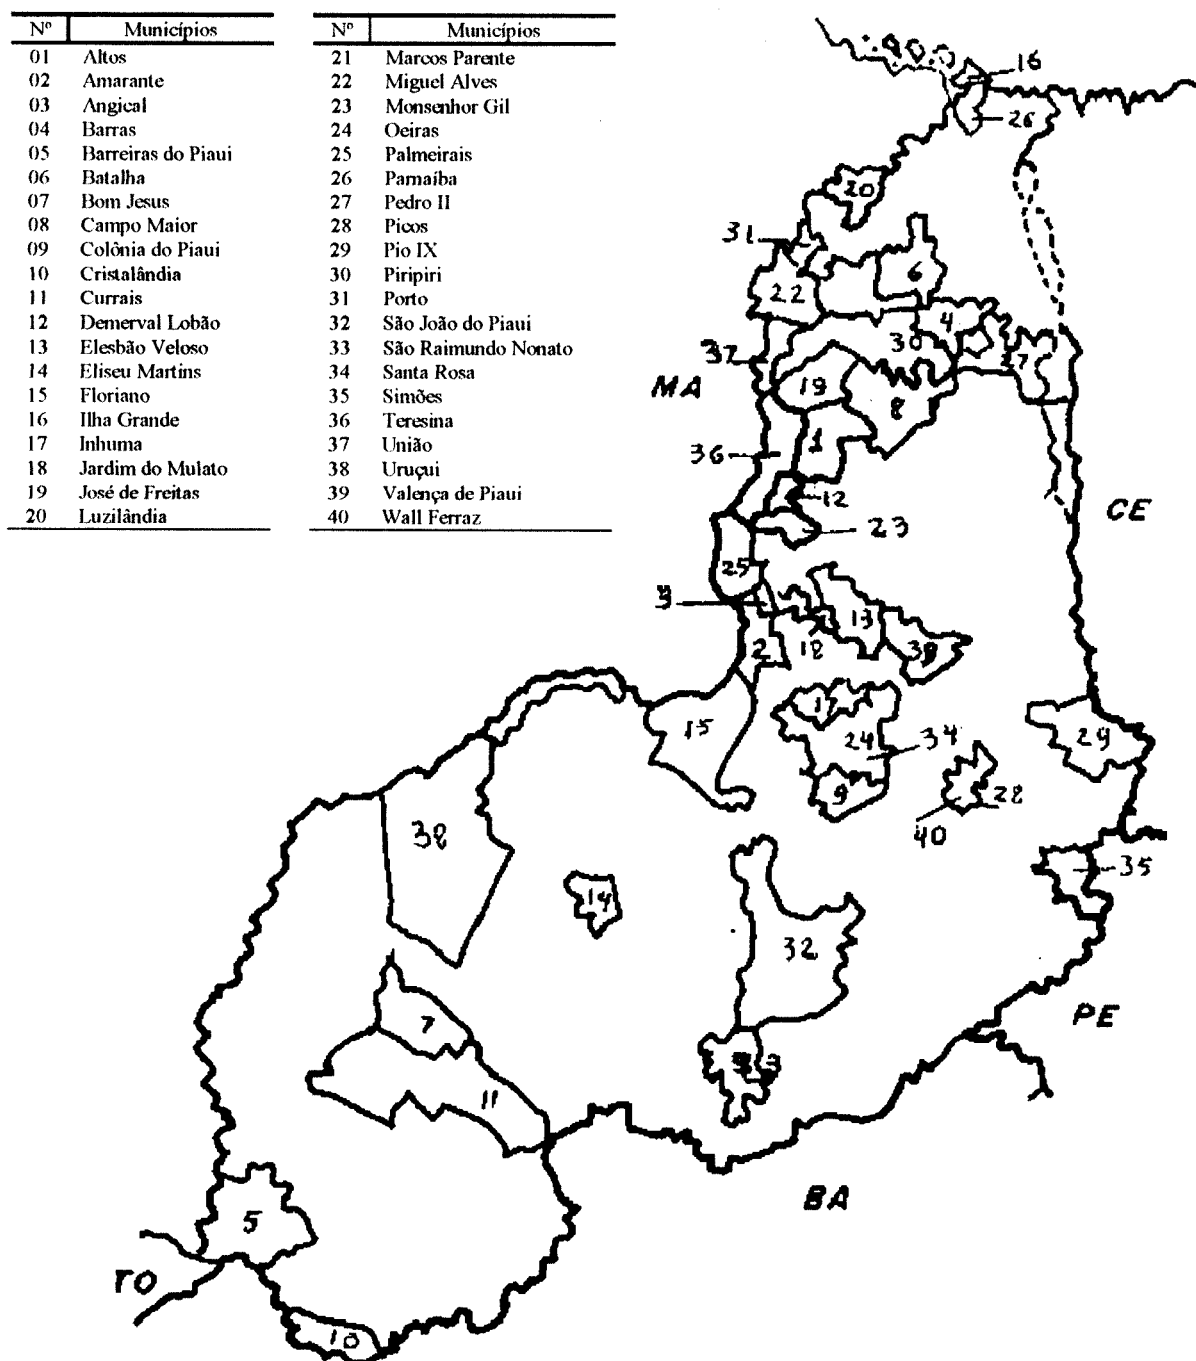 Nº Municípios
01 Altos
02 Amarante
03 Angical
04 Barras
05 Barreiras do Piaui
06 Batalha
07 Bom Jesus
08 Campo Maior
09 Colônia do Piaui
10 Cristalândia
11 Currais
12 Demerval Lobão
13 Elesbão Veloso
14 Eliseu Martins
15 Floriano
16 Ilha Grande
17 Inhuma
18 Jardim do Mulato
19 José de Freitas
20 Luzilândia
Nº Municípios
21 Marcos Parente
22 Miguel Alves
23 Monsenhor Gil
24 Oeiras
25 Palmeirais
26 Parnaíba
27 Pedro II
28 Picos
29 Pio IX
30 Piripiri
31 Porto
32 São João do Piaui
33 São Raimundo Nonato
34 Santa Rosa
35 Simões
36 Teresina
37 União
38 Uruçui
39 Valença de Piaui
40 Wall Ferraz
16
26
20
31
6
22
4
30
37
27
MA
19
8
1
36
12
CE
23
25
3
13
2
18
39
17
15
24
34
29
9
28
40
38
35
14
32
7
PE
33
11
BA
5
TO
10